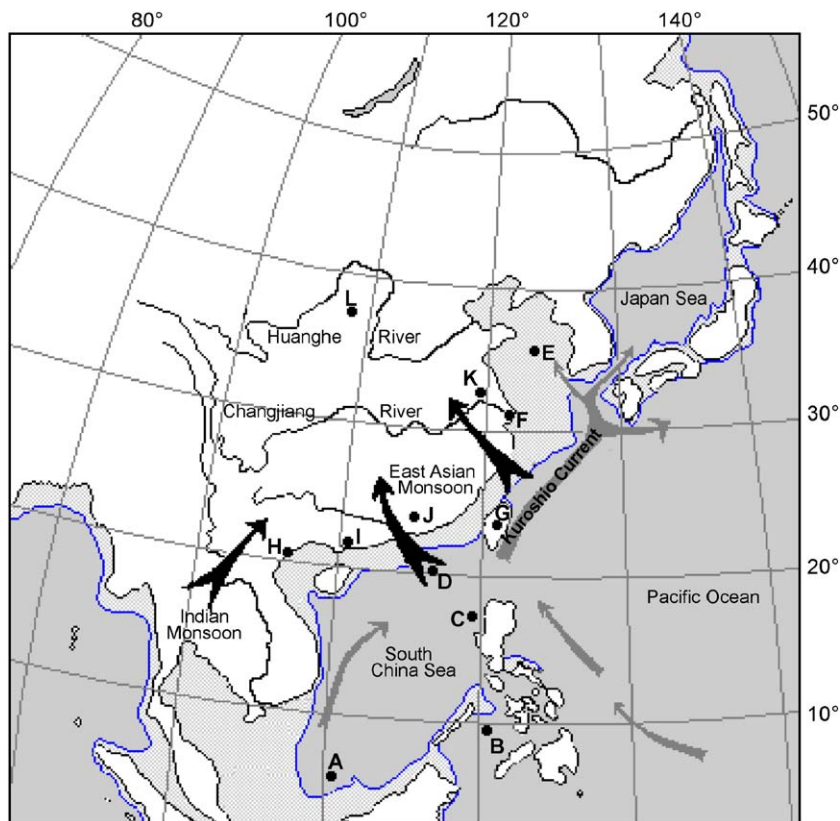 80°
100°
120°
140°
50°
40°
Japan Sea
L
Huanghe River
E
K
30°
Changjiang River
F
East Asian
Monsoon
Kuroshio Current
G
J
I
H
20°
D
Pacific Ocean
Indian
Monsoon
C
South
China Sea
10°
B
A